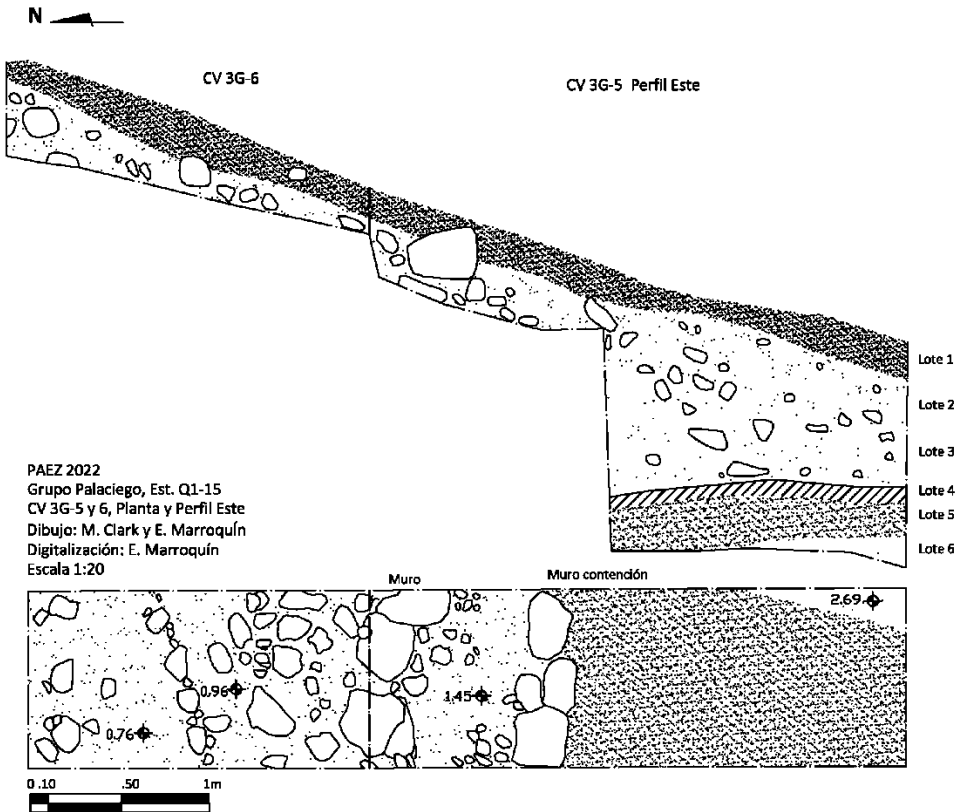 N
CV 3G-6
CV 3G-5 Perfil Este
Lote 1
Lote 2
Lote 3
Lote 4
Lote 5
Lote 6
PAEZ 2022
Grupo Palaciego, Est. Q1-15
CV 3G-5 y 6, Planta y Perfil Este
Dibujo: M. Clark y E. Marroquín
Digitalización: E. Marroquín
Escala 1:20
Muro
Muro contención
2.69
0.96
1.45
0.76
0 .10 .50 1m